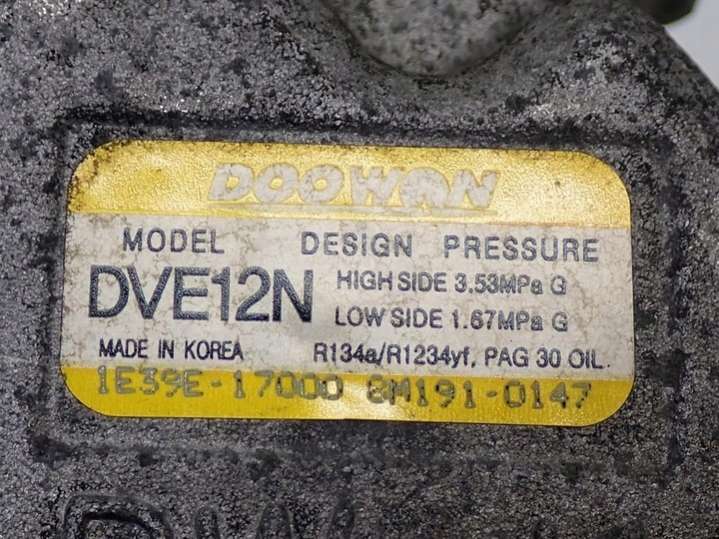 DOOWON
MODEL DESIGN PRESSURE
DVE12N HIGH SIDE 3.53MPa G
LOW SIDE 1.67MPa G
MADE IN KOREA R134a/R1234yf, PAG 30 OIL
1E39E-17000 8M191-0147